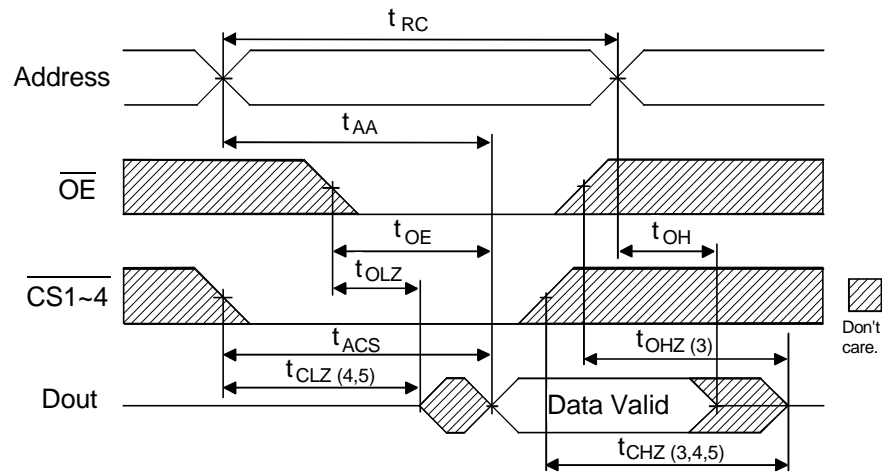 t RC
Address
t AA
OE
t OE
t OH
t OLZ
CS1~4
Don't
care.
t ACS
t OHZ (3)
t CLZ (4,5)
Dout
Data Valid
t CHZ (3,4,5)